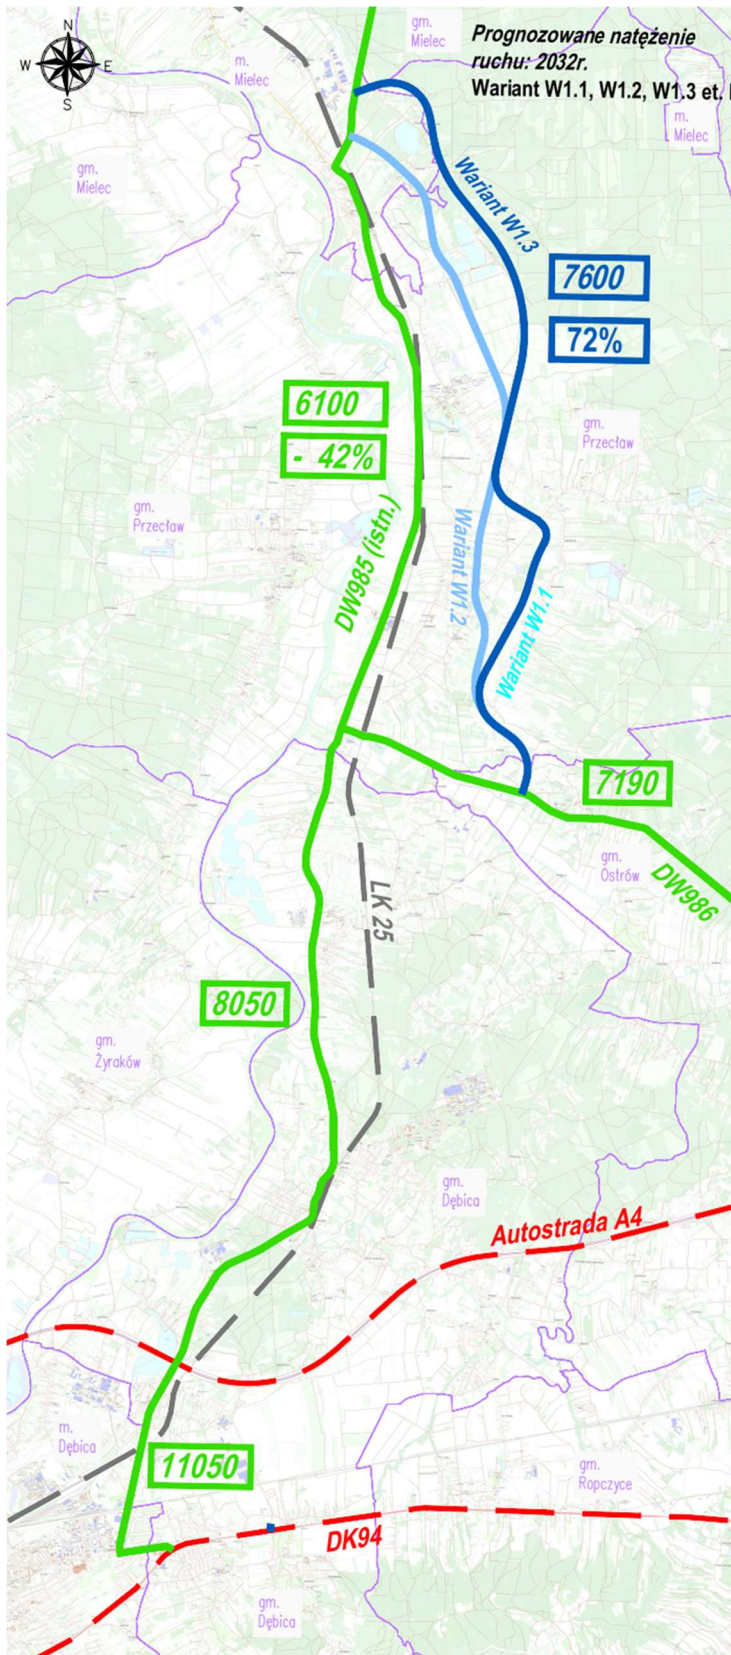 N
W
E
S
gm.
Mielec
Prognozowane natężenie
ruchu: 2032r.
Wariant W1.1, W1.2, W1.3 et.
m.
Mielec
m.
Mielec
gm.
Mielec
Wariant W1.3
7600
72%
6100
- 42%
gm.
Przecław
gm.
Przecław
DW985 (istn.)
Wariant W1.2
Wariant W1.1
7190
gm.
Ostrów
DW986
LK 25
8050
gm.
Żyraków
gm.
Dębica
Autostrada A4
m.
Dębica
11050
gm.
Ropczyce
DK94
gm.
Dębica